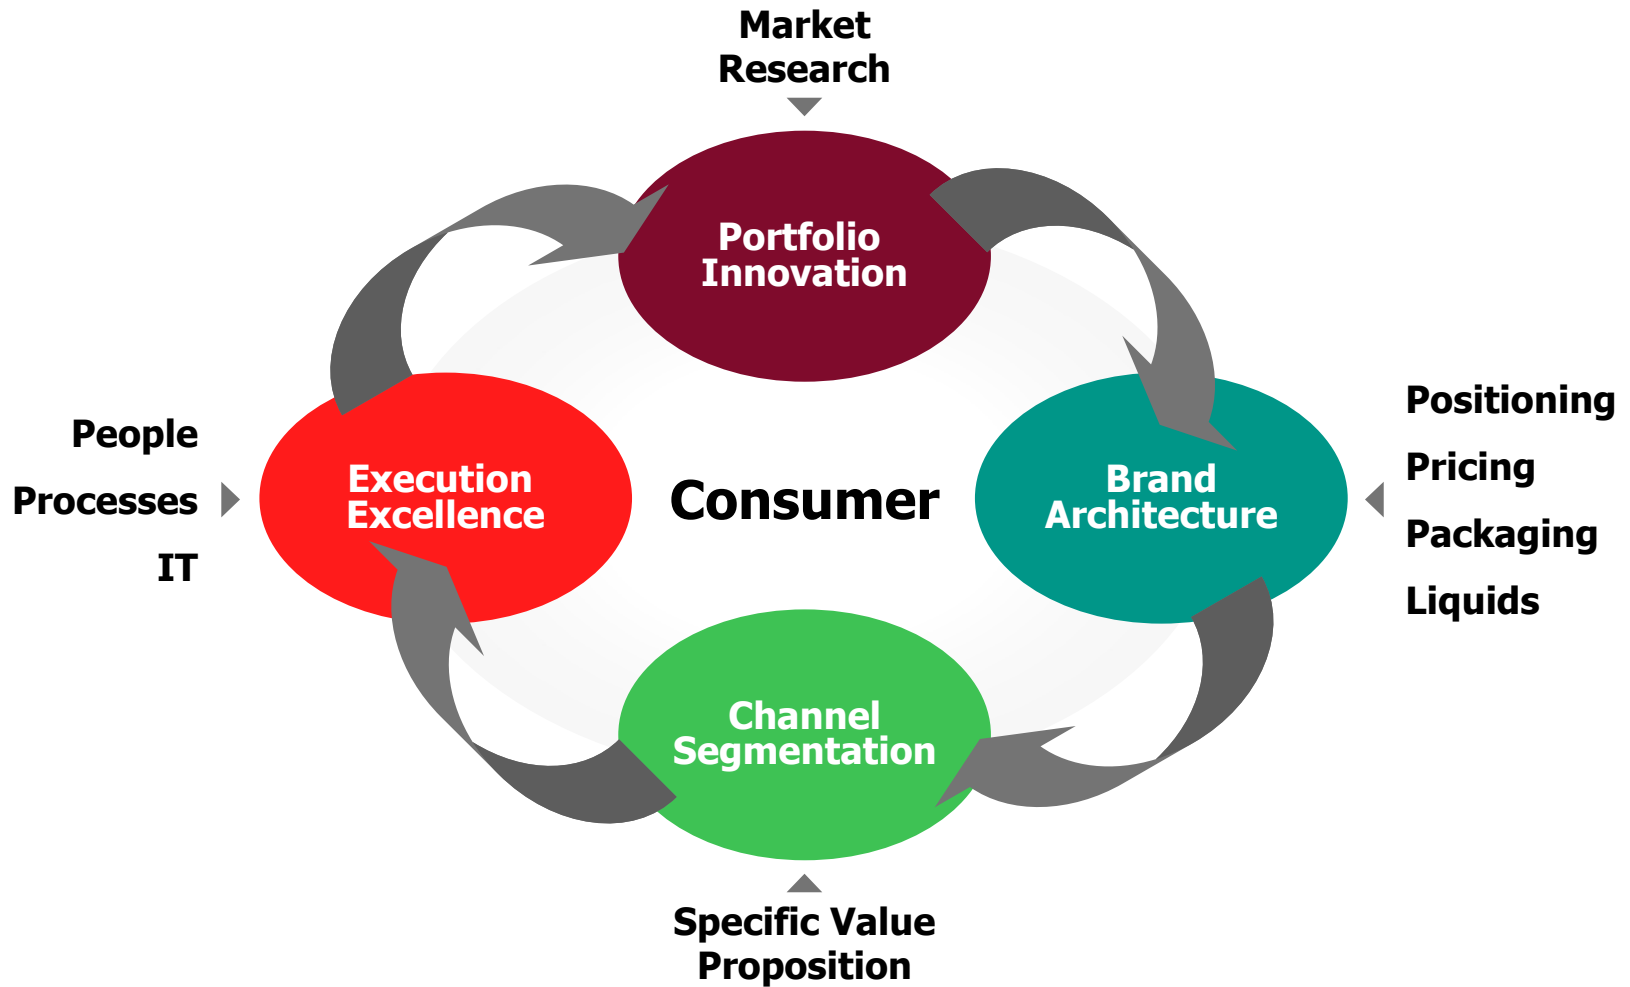 Market
Research
Portfolio
Innovation
People
Processes
IT
Execution
Excellence
Consumer
Brand
Architecture
Positioning
Pricing
Packaging
Liquids
Channel
Segmentation
Specific Value
Proposition